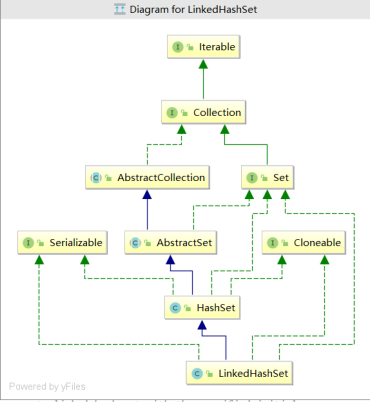 Diagram for LinkedHashSet
I Iterable
I Collection
C AbstractCollection
I Set
I Serializable
C AbstractSet
I Cloneable
C HashSet
C LinkedHashSet
Powered by yFiles